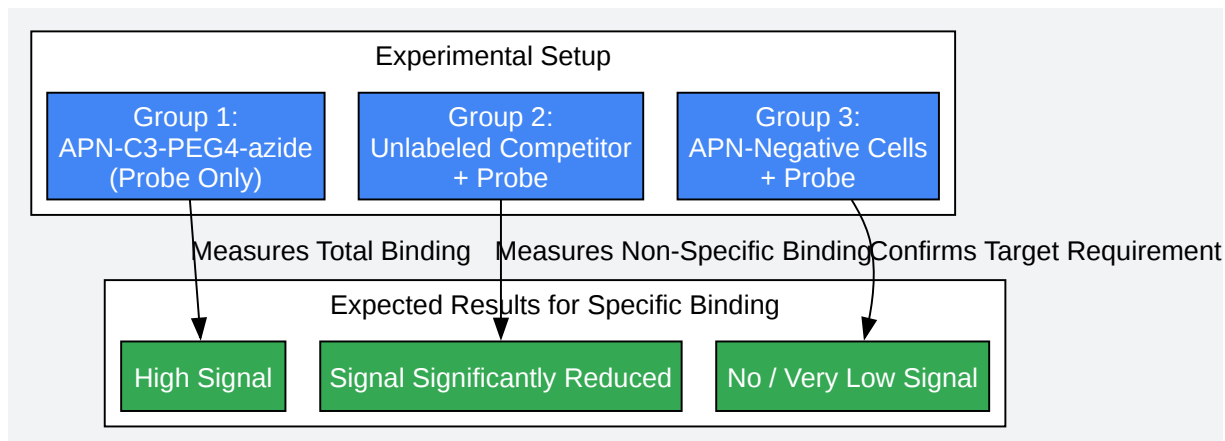 Experimental Setup
Group 1:
APN-C3-PEG4-azide
(Probe Only)
Group 2:
Unlabeled Competitor
+ Probe
Group 3:
APN-Negative Cells
+ Probe
Measures Total Binding
Measures Non-Specific Binding
Confirms Target Requirement
Expected Results for Specific Binding
High Signal
Signal Significantly Reduced
No / Very Low Signal